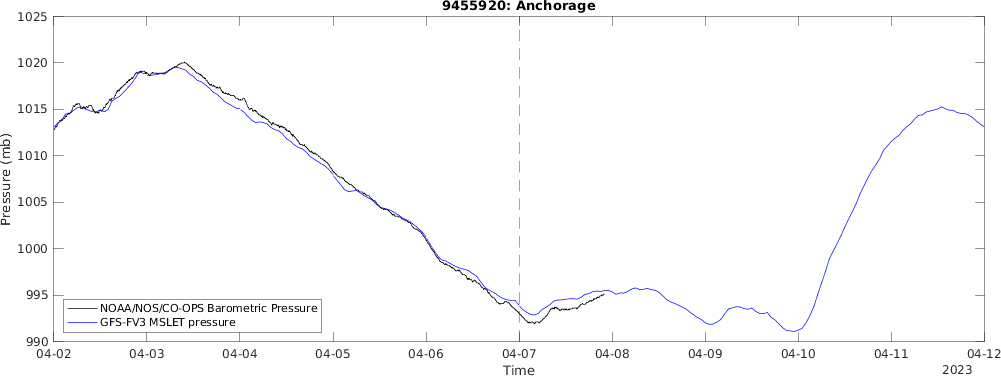 9455920: Anchorage
1025
1020
1015
1010
1005
1000
995
990
Pressure (mb)
NOAA/NOS/CO-OPS Barometric Pressure
GFS-FV3 MSLET pressure
04-02 04-03 04-04 04-05 04-06 04-07 04-08 04-09 04-10 04-11 04-12
Time
2023